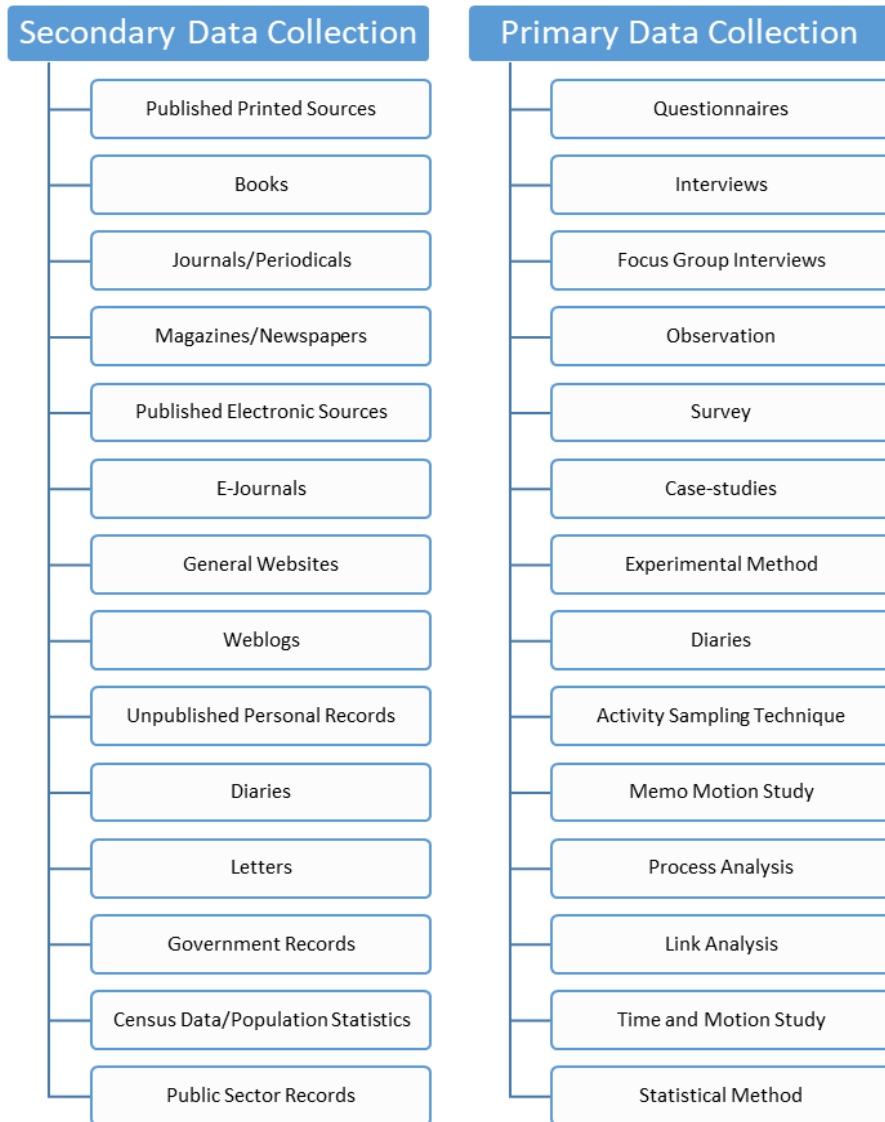 Secondary Data Collection
Published Printed Sources
Books
Journals/Periodicals
Magazines/Newspapers
Published Electronic Sources
E-Journals
General Websites
Weblogs
Unpublished Personal Records
Diaries
Letters
Government Records
Census Data/Population Statistics
Public Sector Records
Primary Data Collection
Questionnaires
Interviews
Focus Group Interviews
Observation
Survey
Case-studies
Experimental Method
Diaries
Activity Sampling Technique
Memo Motion Study
Process Analysis
Link Analysis
Time and Motion Study
Statistical Method